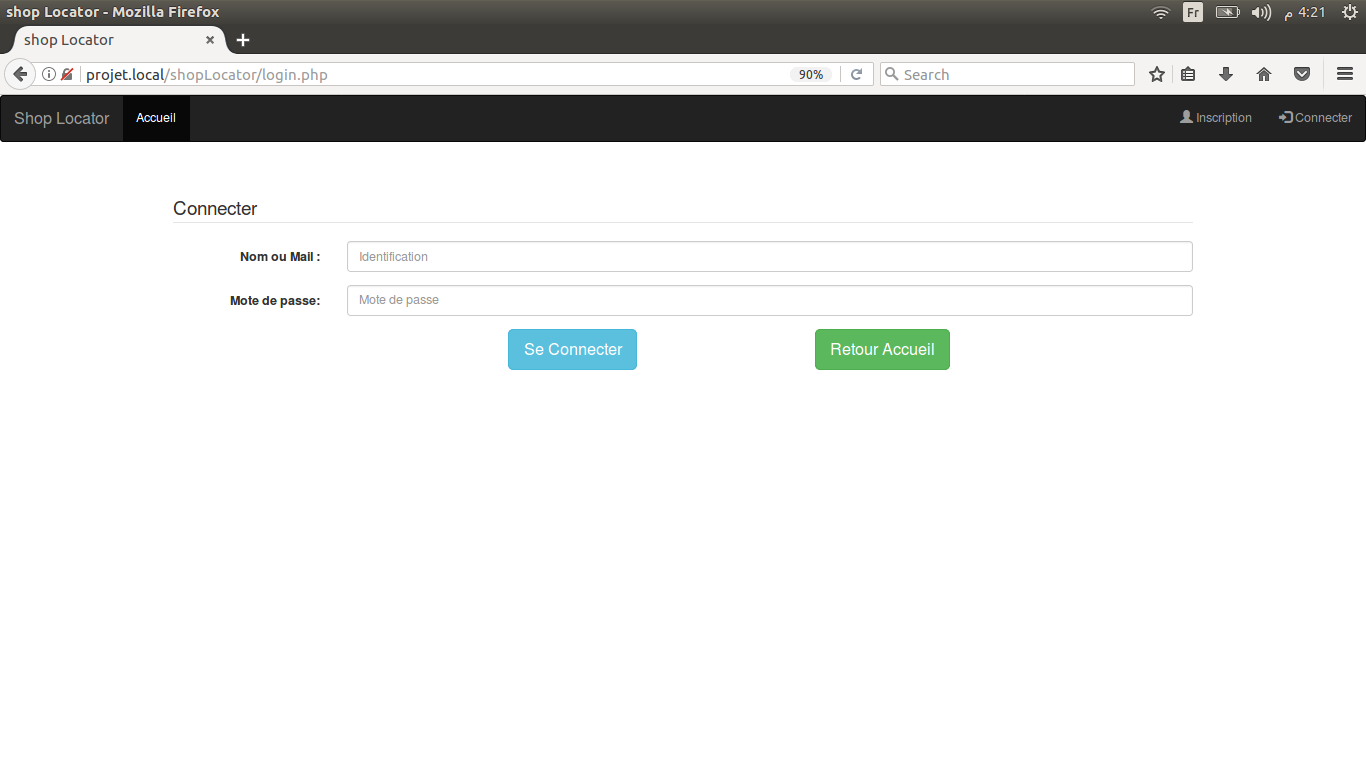 shop Locator - Mozilla Firefox
Fr
4:21 م
shop Locator
projet.local/shopLocator/login.php
90%
Search
Shop Locator
Accueil
Inscription
Connecter
Connecter
Nom ou Mail :
Identification
Mote de passe:
Mote de passe
Se Connecter
Retour Accueil